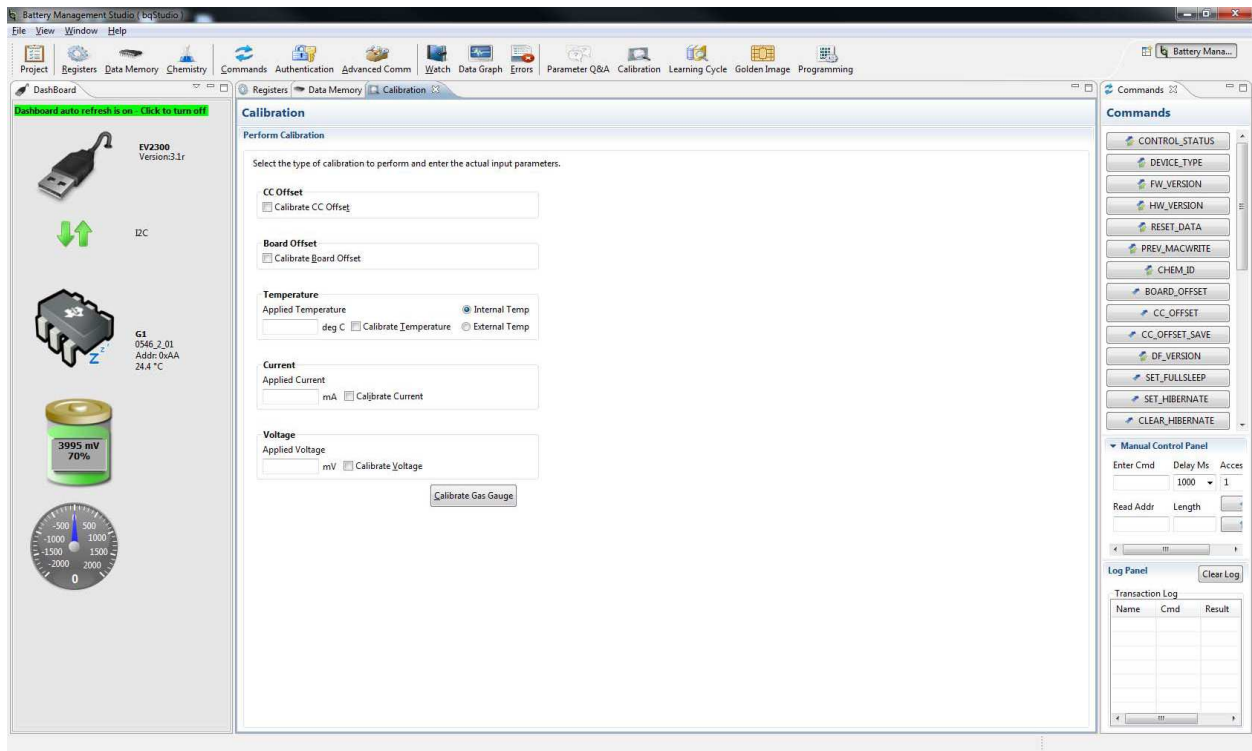 Battery Management Studio ( bqStudio )
File View Window Help
Project Registers Data Memory Chemistry Commands Authentication Advanced Comm Watch Data Graph Errors Parameter Q&A Calibration Learning Cycle Golden Image Programming
Battery Mana...
DashBoard
Registers Data Memory Calibration
Commands
Dashboard auto refresh is on - Click to turn off
EV2300
Version:3.1r
I2C
G1
0546_2_01
Addr: 0xAA
24.4 °C
z z z
3995 mV
70%
-500 500
-1000 1000
-1500 1500
-2000 2000
0
Calibration
Perform Calibration
Select the type of calibration to perform and enter the actual input parameters.
CC Offset
Calibrate CC Offset
Board Offset
Calibrate Board Offset
Temperature
Applied Temperature Internal Temp
deg C Calibrate Temperature External Temp
Current
Applied Current
mA Calibrate Current
Voltage
Applied Voltage
mV Calibrate Voltage
Calibrate Gas Gauge
Commands
CONTROL_STATUS
DEVICE_TYPE
FW_VERSION
HW_VERSION
RESET_DATA
PREV_MACWRITE
CHEM_ID
BOARD_OFFSET
CC_OFFSET
CC_OFFSET_SAVE
DF_VERSION
SET_FULLSLEEP
SET_HIBERNATE
CLEAR_HIBERNATE
Manual Control Panel
Enter Cmd Delay Ms Acces
1000 1
Read Addr Length
Log Panel Clear Log
Transaction Log
Name Cmd Result